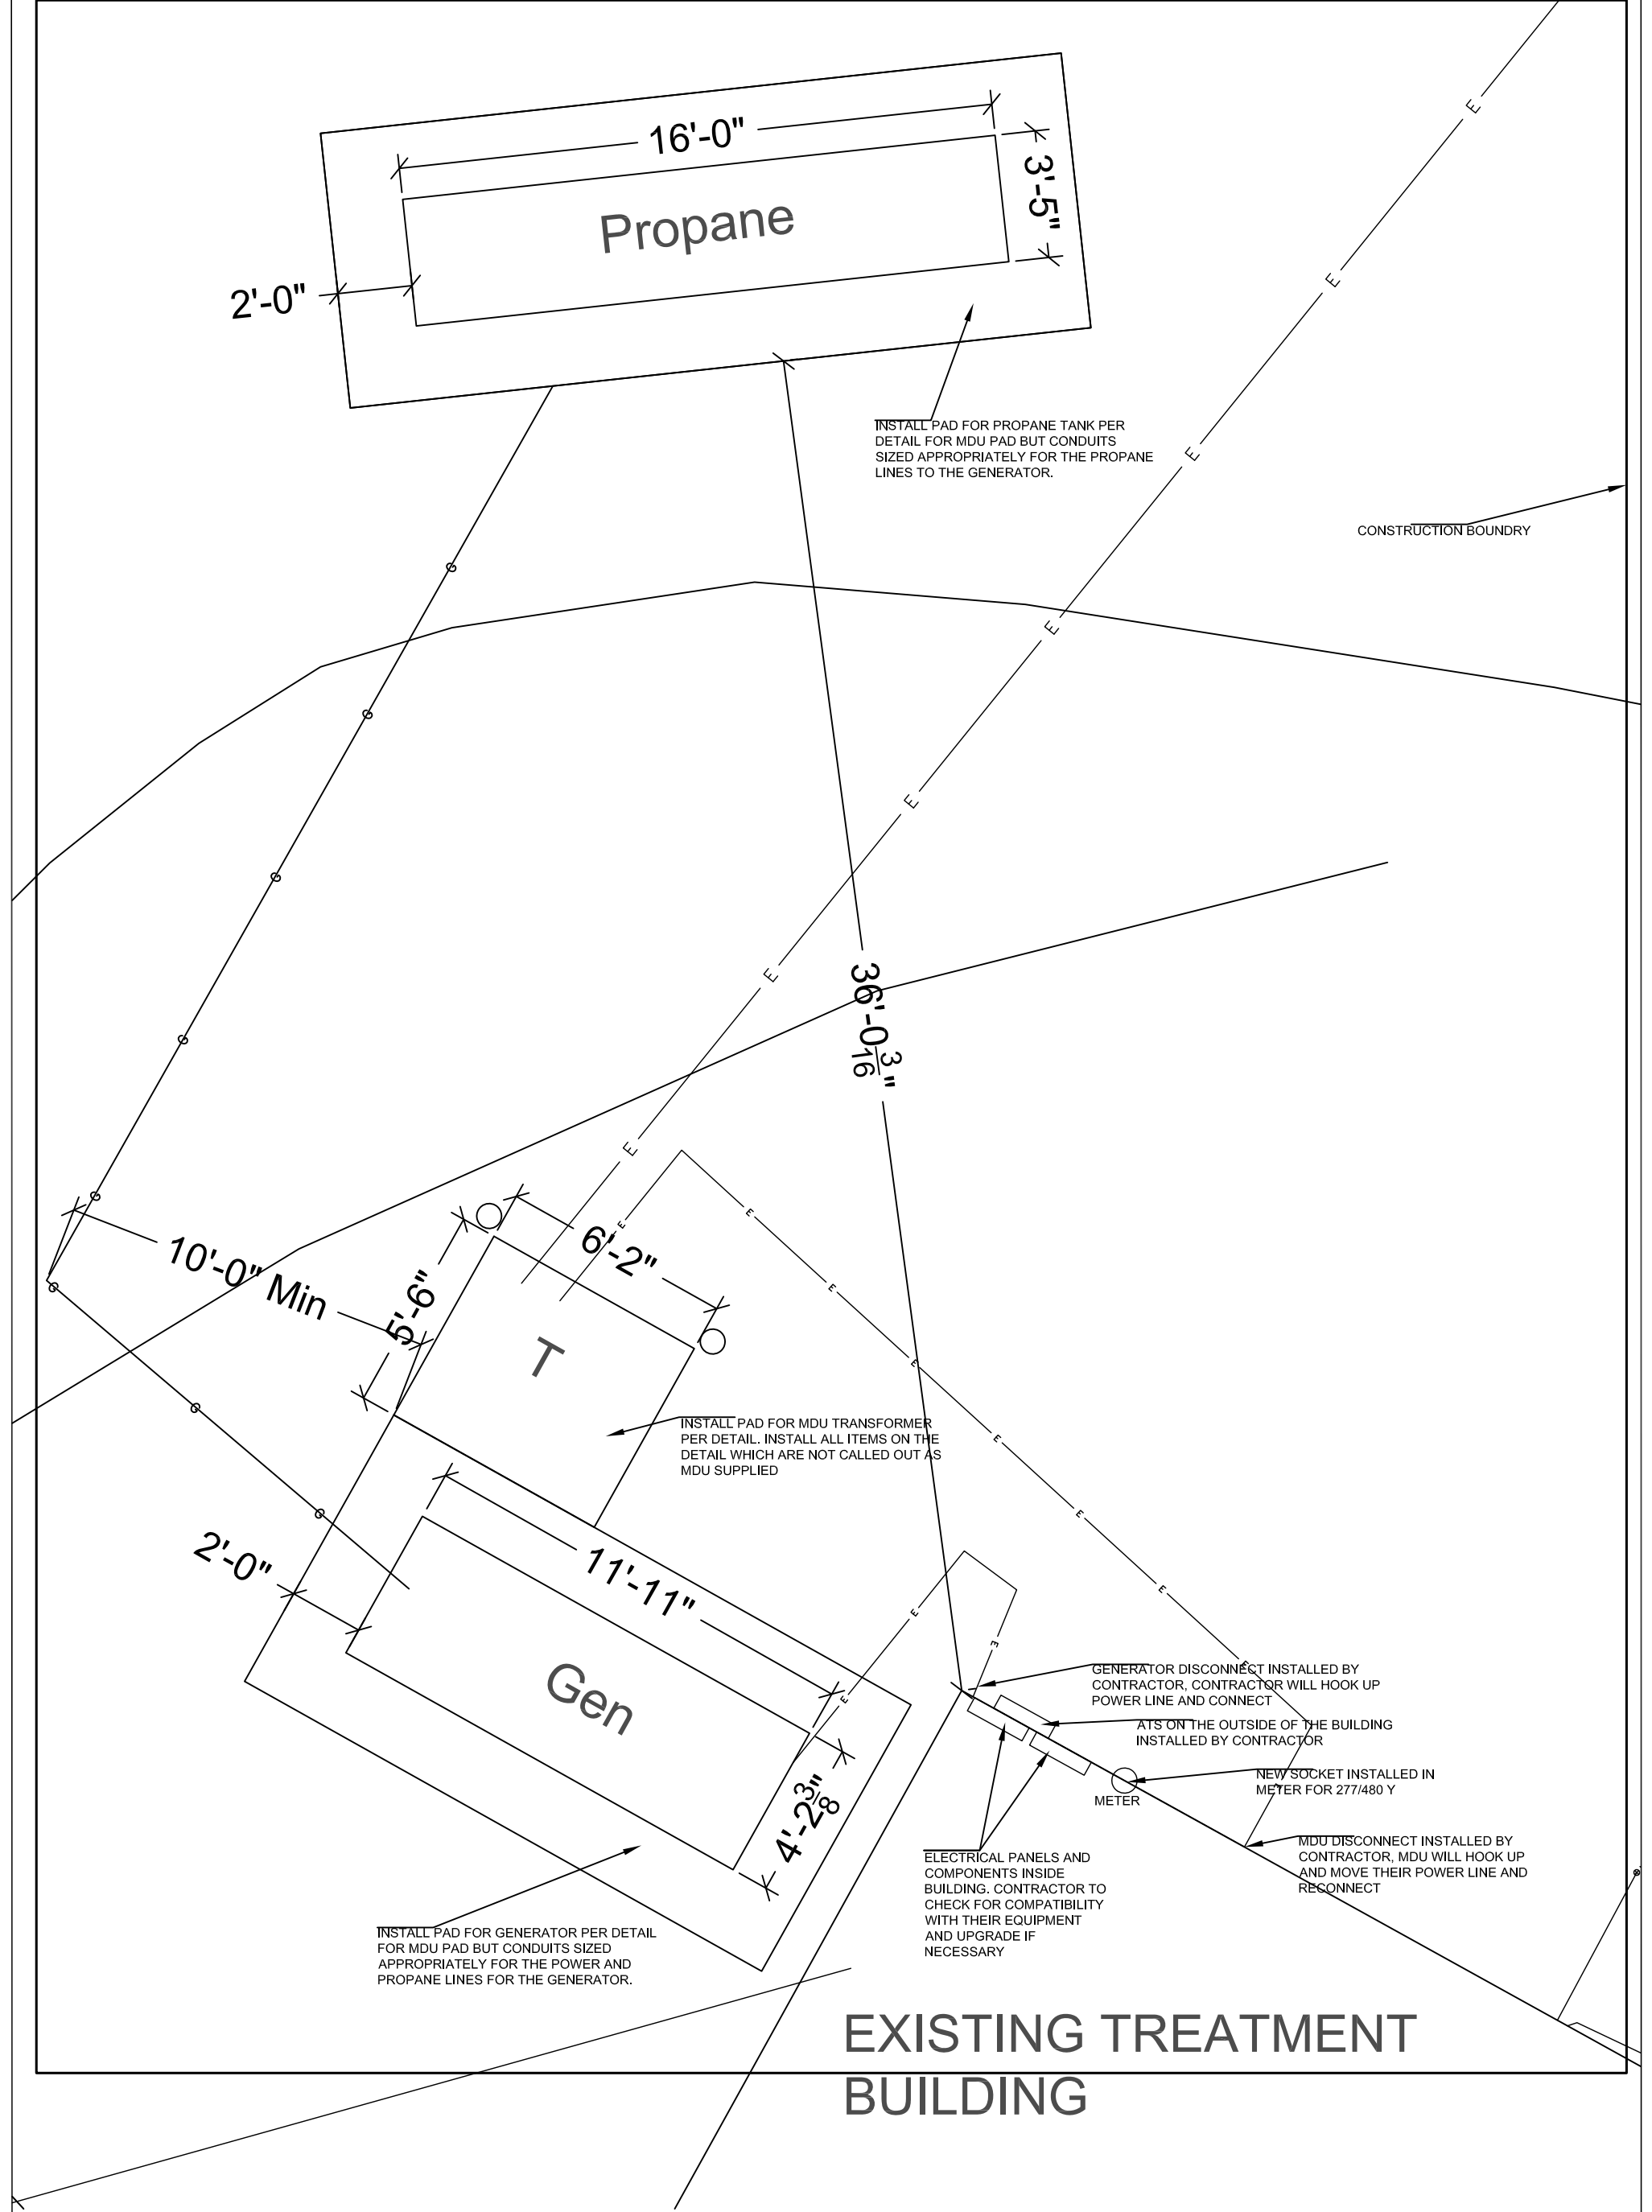 16'-0"
3'-5"
Propane
2'-0"
INSTALL PAD FOR PROPANE TANK PER
DETAIL FOR MDU PAD BUT CONDUITS
SIZED APPROPRIATELY FOR THE PROPANE
LINES TO THE GENERATOR.
CONSTRUCTION BOUNDRY
E
E
E
E
E
E
E
G
G
G
G
G
G
G
G
36'-0 3/16"
10'-0" Min
5'-6"
6'-2"
T
E
E
E
E
E
E
E
E
INSTALL PAD FOR MDU TRANSFORMER
PER DETAIL. INSTALL ALL ITEMS ON THE
DETAIL WHICH ARE NOT CALLED OUT AS
MDU SUPPLIED
2'-0"
11'-11"
Gen
4'-2 3/8"
E
E
E
E
GENERATOR DISCONNECT INSTALLED BY
CONTRACTOR, CONTRACTOR WILL HOOK UP
POWER LINE AND CONNECT
ATS ON THE OUTSIDE OF THE BUILDING
INSTALLED BY CONTRACTOR
NEW SOCKET INSTALLED IN
METER FOR 277/480 Y
METER
MDU DISCONNECT INSTALLED BY
CONTRACTOR, MDU WILL HOOK UP
AND MOVE THEIR POWER LINE AND
RECONNECT
ELECTRICAL PANELS AND
COMPONENTS INSIDE
BUILDING. CONTRACTOR TO
CHECK FOR COMPATIBILITY
WITH THEIR EQUIPMENT
AND UPGRADE IF
NECESSARY
INSTALL PAD FOR GENERATOR PER DETAIL
FOR MDU PAD BUT CONDUITS SIZED
APPROPRIATELY FOR THE POWER AND
PROPANE LINES FOR THE GENERATOR.
EXISTING TREATMENT
BUILDING